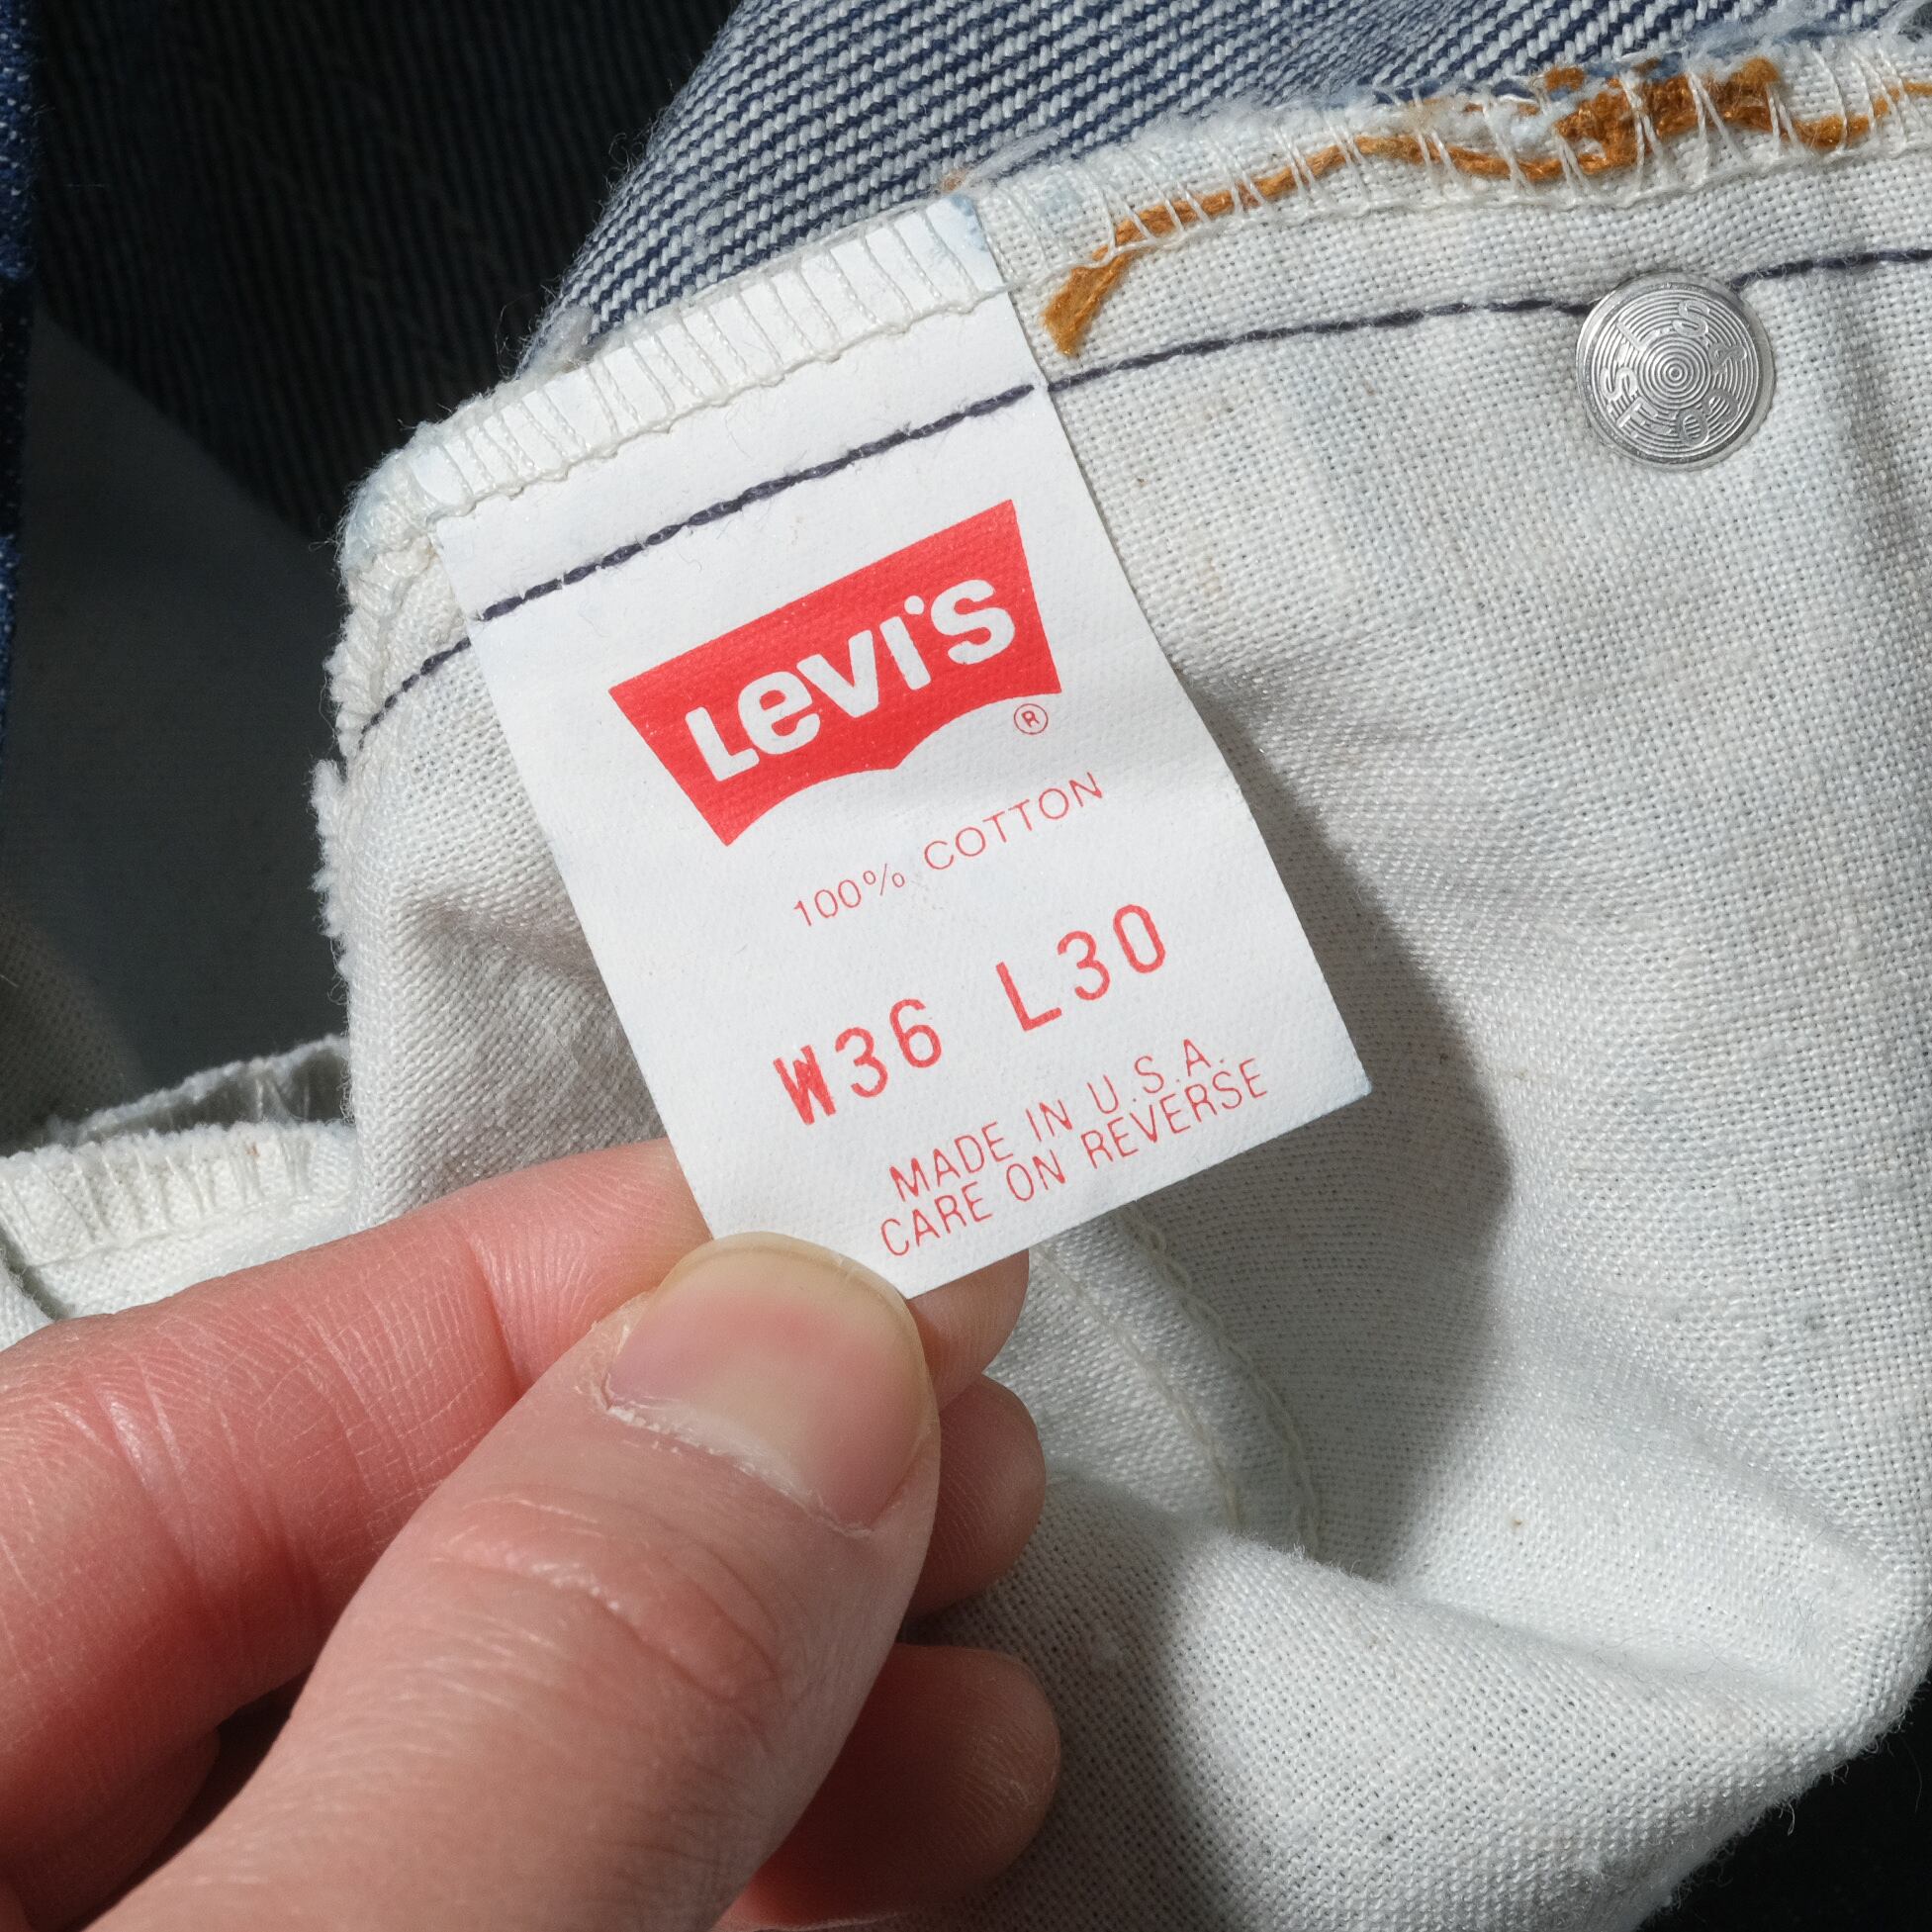 Levi's
®
100% COTTON
W36 L30
MADE IN U.S.A.
CARE ON REVERSE